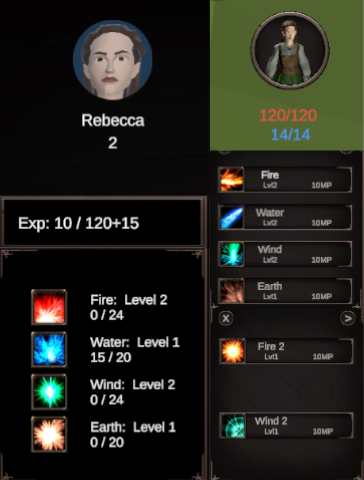 Rebecca
2
Exp: 10 / 120+15
Fire: Level 2
0 / 24
Water: Level 1
15 / 20
Wind: Level 2
0 / 24
Earth: Level 1
0 / 20
120/120
14/14
Fire
Lvl2 10MP
Water
Lvl2 10MP
Wind
Lvl2 10MP
Earth
Lvl1 10MP
X >
Fire 2
Lvl1 10MP
Wind 2
Lvl1 10MP